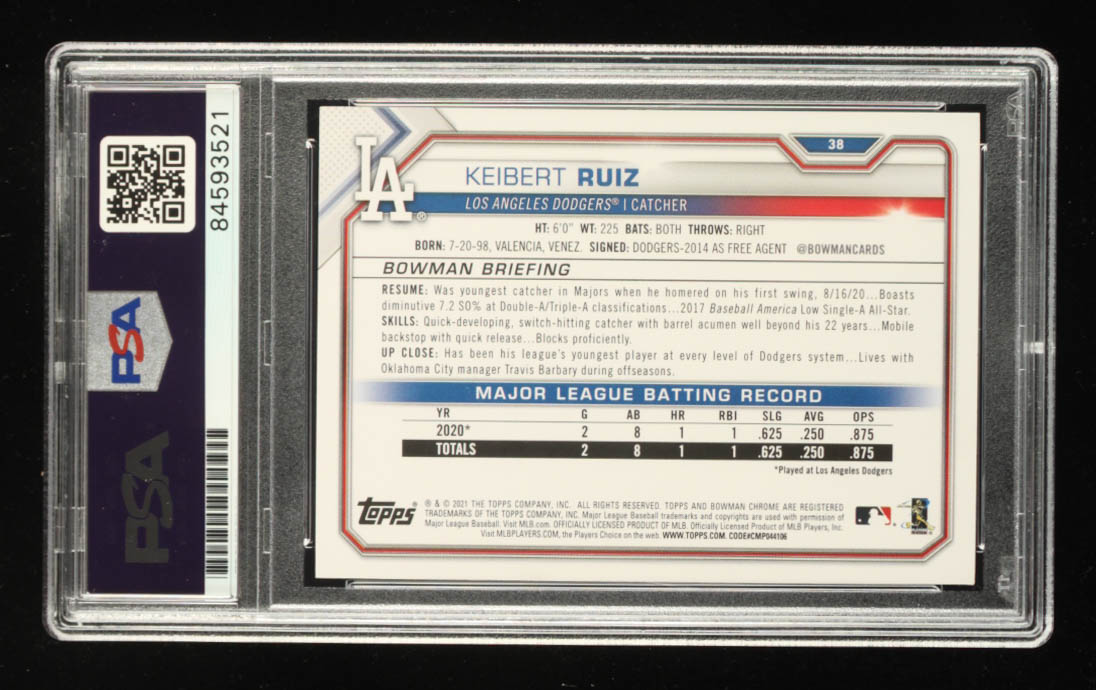 84593521
PSA
PSA
38
LA
KEIBERT RUIZ
LOS ANGELES DODGERS® | CATCHER
HT: 6'0" WT: 225 BATS: BOTH THROWS: RIGHT
BORN: 7-20-98, VALENCIA, VENEZ. SIGNED: DODGERS-2014 AS FREE AGENT @BOWMANCARDS
BOWMAN BRIEFING
RESUME: Was youngest catcher in Majors when he homered on his first swing, 8/16/20...Boasts
diminutive 7.2 SO% at Double-A/Triple-A classifications...2017 Baseball America Low Single-A All-Star.
SKILLS: Quick-developing, switch-hitting catcher with barrel acumen well beyond his 22 years...Mobile
backstop with quick release...Blocks proficiently.
UP CLOSE: Has been his league's youngest player at every level of Dodgers system...Lives with
Oklahoma City manager Travis Barbary during offseasons.
MAJOR LEAGUE BATTING RECORD
YR G AB HR RBI SLG AVG OPS
2020* 2 8 1 1 .625 .250 .875
TOTALS 2 8 1 1 .625 .250 .875
*Played at Los Angeles Dodgers
Topps
® & © 2021 THE TOPPS COMPANY, INC. ALL RIGHTS RESERVED. TOPPS AND BOWMAN CHROME ARE REGISTERED
TRADEMARKS OF THE TOPPS COMPANY, INC. Major League Baseball trademarks and copyrights are used with permission of
Major League Baseball. Visit MLB.com. OFFICIALLY LICENSED PRODUCT OF MLB. Officially Licensed Product of MLB Players, Inc.
Visit MLBPLAYERS.COM, the Players Choice on the web. WWW.TOPPS.COM. CODE#CMP044106